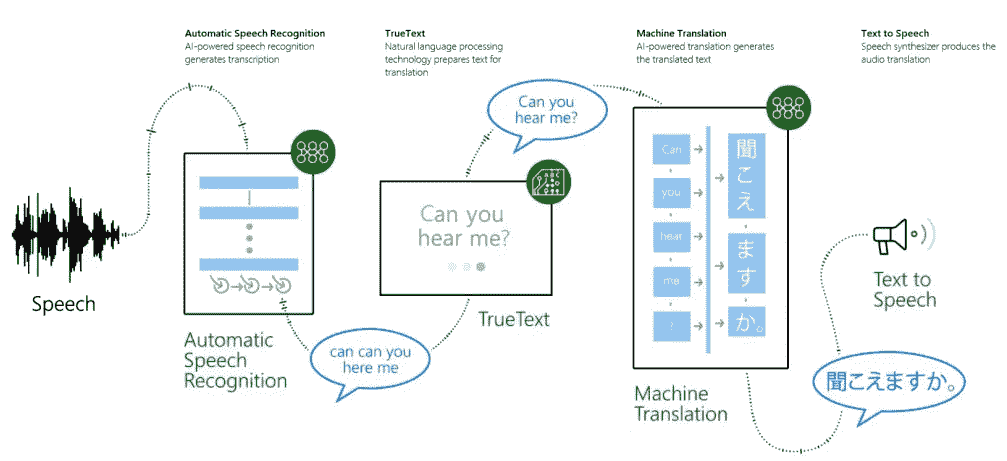 Automatic Speech Recognition
AI-powered speech recognition
generates transcription
TrueText
Natural language processing
technology prepares text for
translation
Machine Translation
AI-powered translation generates
the translated text
Text to Speech
Speech synthesizer produces the
audio translation
Speech
Automatic
Speech
Recognition
can can you
here me
Can you
hear me?
TrueText
Can you
hear me?
Can
you
hear
me
?
聞こえ
ます
か。
Machine
Translation
聞こえますか。
Text to
Speech